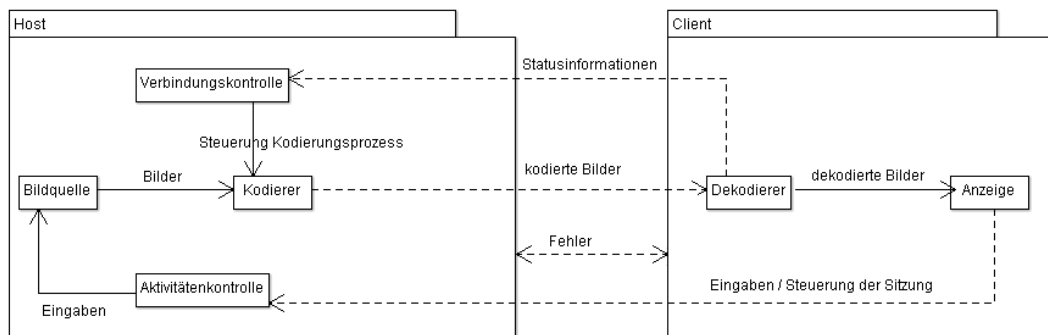 Host
Client
Statusinformationen
Verbindungskontrolle
Steuerung Kodierungsprozess
Bilder
kodierte Bilder
dekodierte Bilder
Bildquelle
Kodierer
Dekodierer
Anzeige
Fehler
Aktivitätenkontrolle
Eingaben / Steuerung der Sitzung
Eingaben